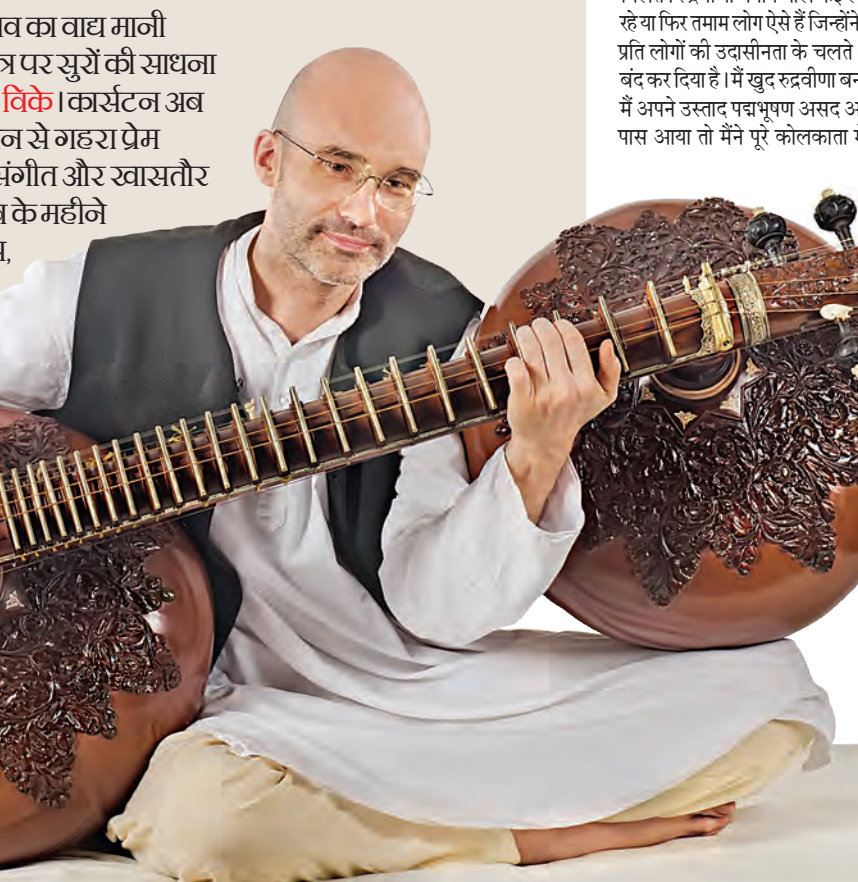 का वाद्य मानी
पर सुरों की साधना
विके। कार्सटन अब
से गहरा प्रेम
संगीत और खासतौर
के महीने
रहे या फिर तमाम लोग ऐसे हैं जिन्होंने
प्रति लोगों की उदासीनता के चलते
बंद कर दिया है। मैं खुद रुद्रवीणा
मैं अपने उस्ताद पद्मभूषण असद
पास आया तो मैंने पूरे कोलकाता